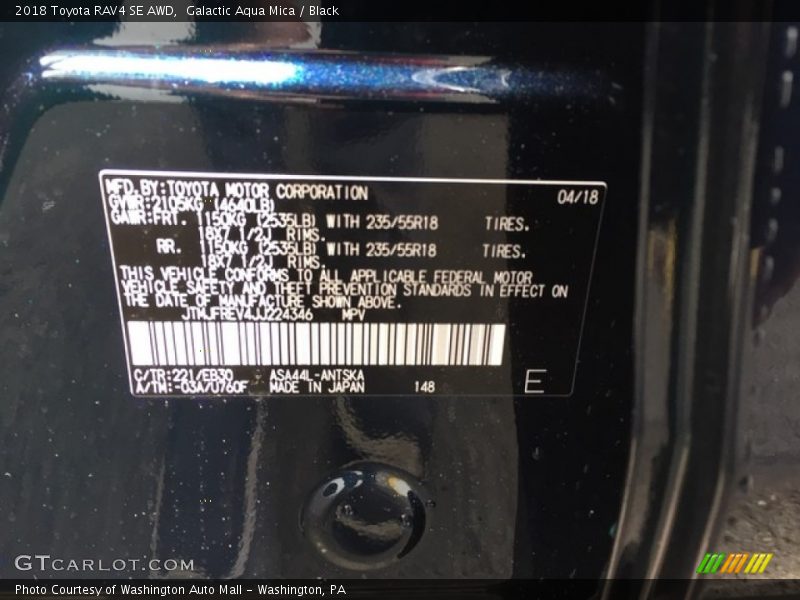 2018 Toyota RAV4 SE AWD,  Galactic Aqua Mica / Black
MFD.BY:TOYOTA MOTOR CORPORATION 04/18
GVWR:2105KG (4640LB)
GAWR:FRT. 1150KG (2535LB) WITH 235/55R18 TIRES.
18X7 1/2J RIMS.
RR. 1150KG (2535LB) WITH 235/55R18 TIRES.
18X7 1/2J RIMS.
THIS VEHICLE CONFORMS TO ALL APPLICABLE FEDERAL MOTOR
VEHICLE SAFETY AND THEFT PREVENTION STANDARDS IN EFFECT ON
THE DATE OF MANUFACTURE SHOWN ABOVE.
JTMJFREV4JJ224346 MPV
C/TR:221/EB30 ASA44L-ANTSKA
A/TM:-03A/U760F MADE IN JAPAN 148 E
GTCARLOT.COM
Photo Courtesy of Washington Auto Mall - Washington, PA